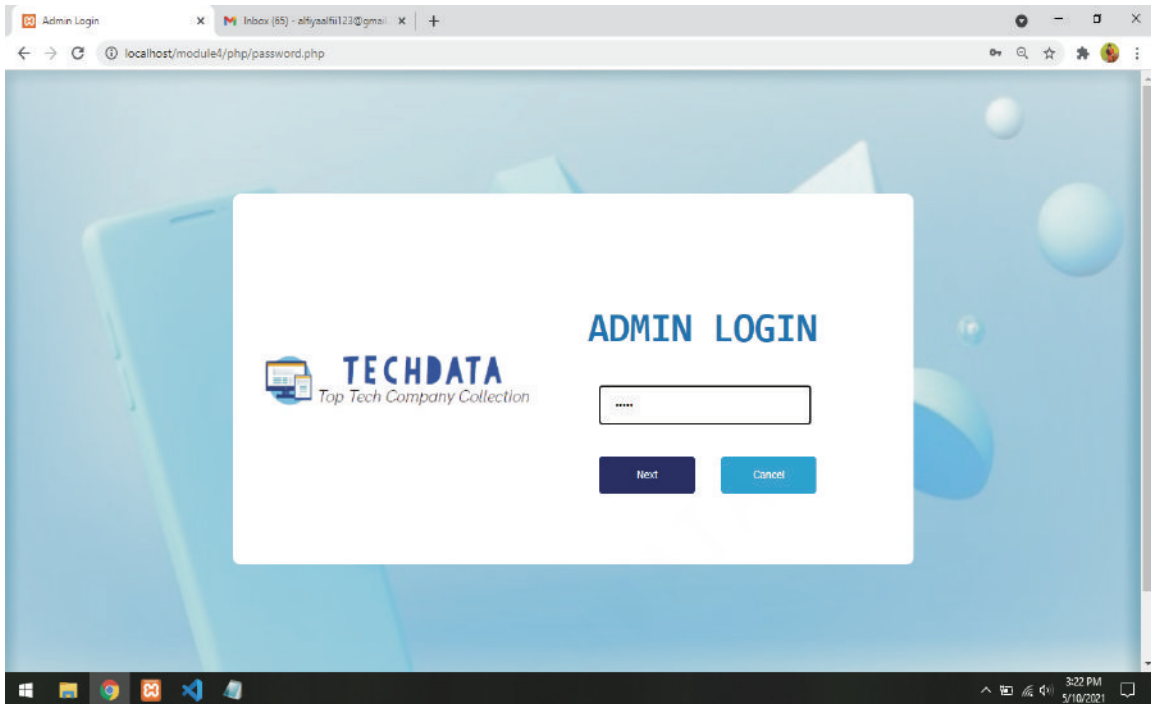 Admin Login
Inbox (65) - alfiyaalfii123@gmail.
localhost/module4/php/password.php
ADMIN LOGIN
TECHDATA
Top Tech Company Collection
•••••
Next
Cancel
3:22 PM
5/10/2021